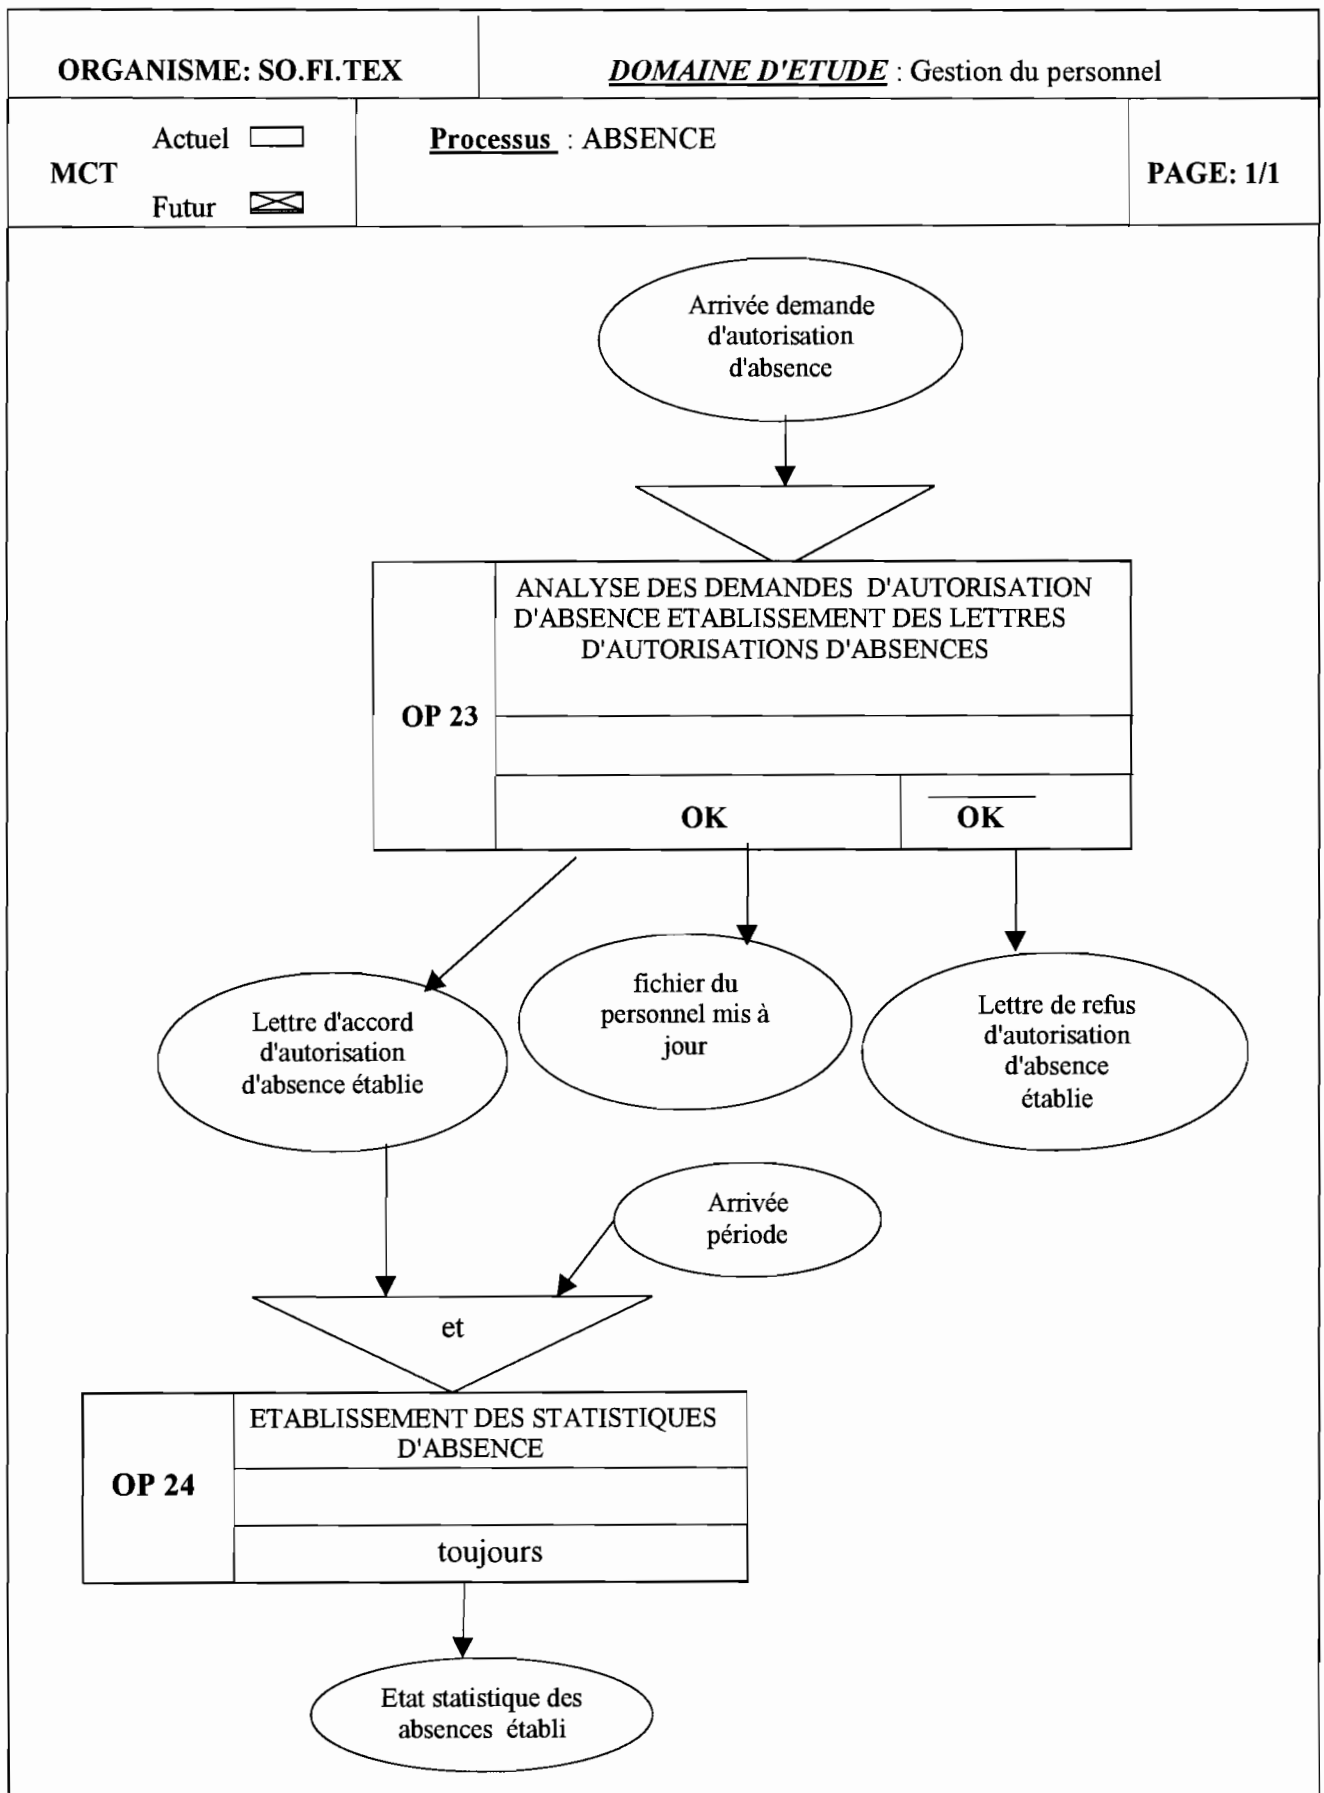 ORGANISME: SO.FI.TEX
DOMAINE D'ETUDE : Gestion du personnel
MCT
Actuel
Futur
Processus : ABSENCE
PAGE: 1/1
Arrivée demande
d'autorisation
d'absence
OP 23
ANALYSE DES DEMANDES D'AUTORISATION
D'ABSENCE ETABLISSEMENT DES LETTRES
D'AUTORISATIONS D'ABSENCES
OK
OK
Lettre d'accord
d'autorisation
d'absence établie
fichier du
personnel mis à
jour
Lettre de refus
d'autorisation
d'absence
établie
Arrivée
période
et
OP 24
ETABLISSEMENT DES STATISTIQUES
D'ABSENCE
toujours
Etat statistique des
absences établi